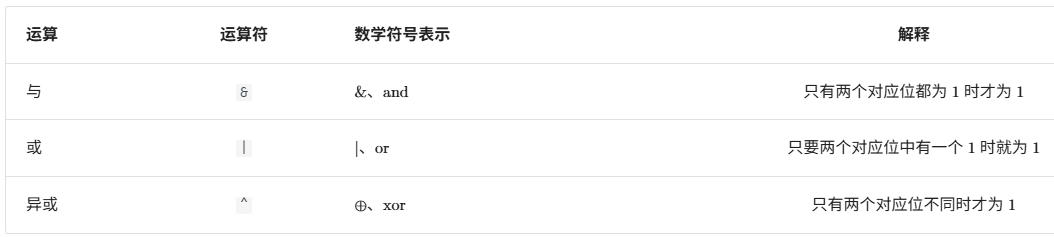 运算 运算符 数学符号表示 解释
与 & &、and 只有两个对应位都为 1 时才为 1
或 | |、or 只要两个对应位中有一个 1 时就为 1
异或 ^ ⊕、xor 只有两个对应位不同时才为 1